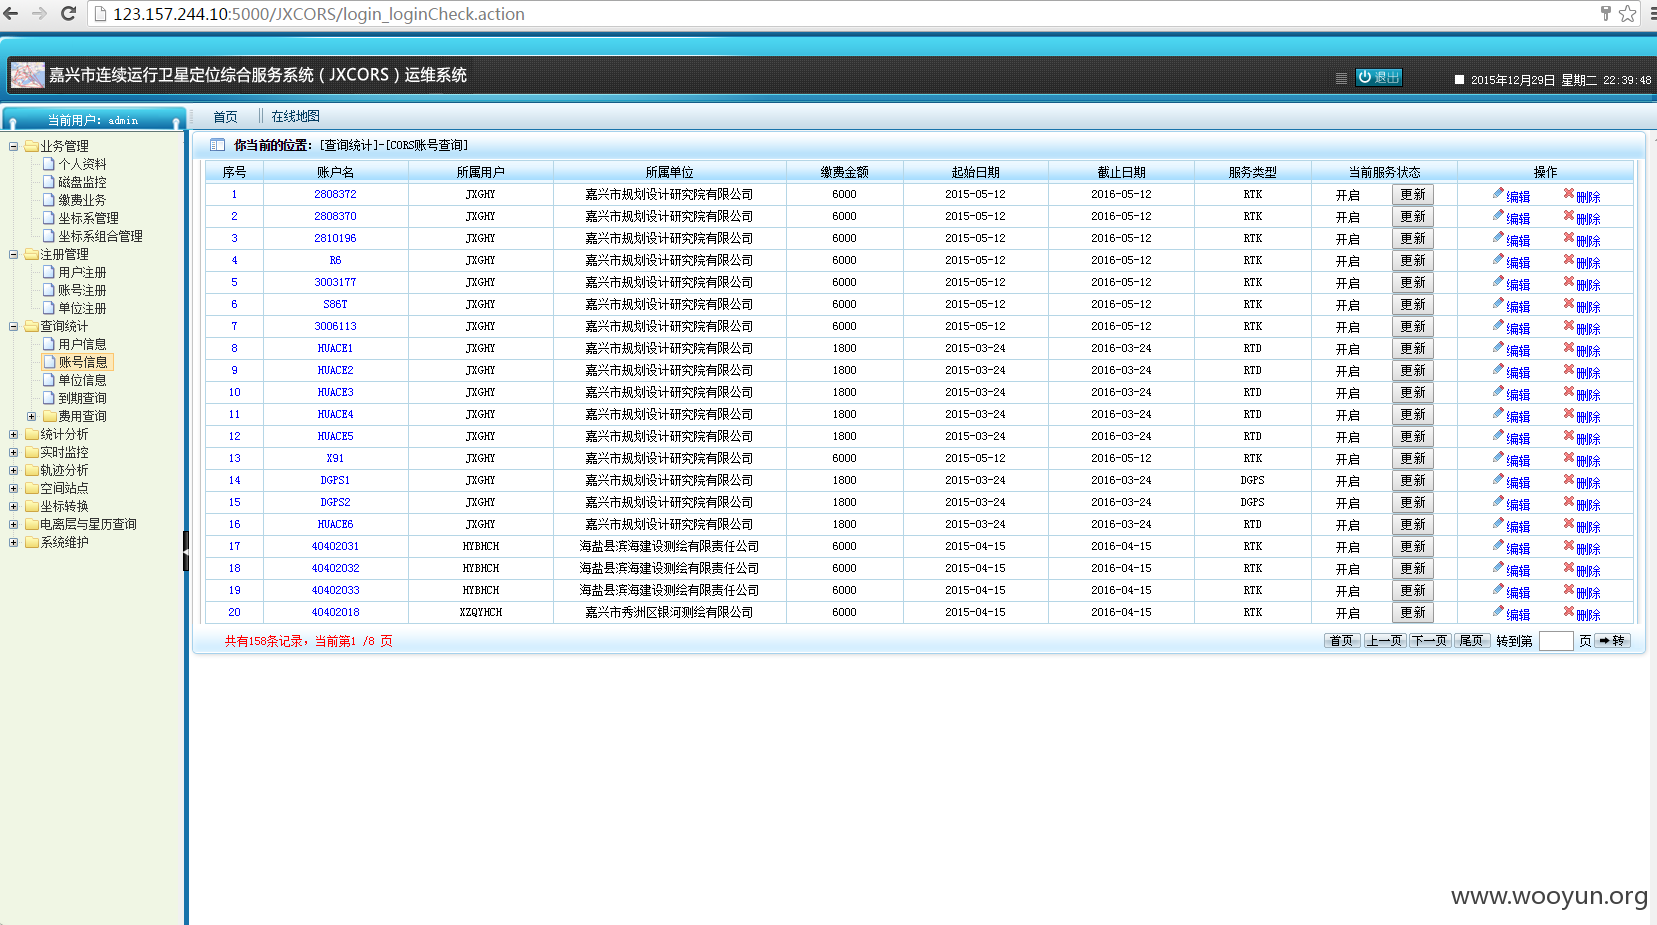 123.157.244.10:5000/JXCORS/login_loginCheck.action
嘉兴市连续运行卫星定位综合服务系统（JXCORS）运维系统
退出
2015年12月29日 星期二 22:39:48
当前用户: admin
首页
在线地图
业务管理
个人资料
磁盘监控
缴费业务
坐标系管理
坐标系组合管理
注册管理
用户注册
账号注册
单位注册
查询统计
用户信息
账号信息
单位信息
到期查询
费用查询
统计分析
实时监控
轨迹分析
空间站点
坐标转换
电离层与星历查询
系统维护
你当前的位置：[查询统计]-[CORS账号查询]
序号 账户名 所属用户 所属单位 缴费金额 起始日期 截止日期 服务类型 当前服务状态 操作
1 2808372 JXGHY 嘉兴市规划设计研究院有限公司 6000 2015-05-12 2016-05-12 RTK 开启 更新 编辑 删除
2 2808370 JXGHY 嘉兴市规划设计研究院有限公司 6000 2015-05-12 2016-05-12 RTK 开启 更新 编辑 删除
3 2810196 JXGHY 嘉兴市规划设计研究院有限公司 6000 2015-05-12 2016-05-12 RTK 开启 更新 编辑 删除
4 R6 JXGHY 嘉兴市规划设计研究院有限公司 6000 2015-05-12 2016-05-12 RTK 开启 更新 编辑 删除
5 3003177 JXGHY 嘉兴市规划设计研究院有限公司 6000 2015-05-12 2016-05-12 RTK 开启 更新 编辑 删除
6 S86T JXGHY 嘉兴市规划设计研究院有限公司 6000 2015-05-12 2016-05-12 RTK 开启 更新 编辑 删除
7 3006113 JXGHY 嘉兴市规划设计研究院有限公司 6000 2015-05-12 2016-05-12 RTK 开启 更新 编辑 删除
8 HUACE1 JXGHY 嘉兴市规划设计研究院有限公司 1800 2015-03-24 2016-03-24 RTD 开启 更新 编辑 删除
9 HUACE2 JXGHY 嘉兴市规划设计研究院有限公司 1800 2015-03-24 2016-03-24 RTD 开启 更新 编辑 删除
10 HUACE3 JXGHY 嘉兴市规划设计研究院有限公司 1800 2015-03-24 2016-03-24 RTD 开启 更新 编辑 删除
11 HUACE4 JXGHY 嘉兴市规划设计研究院有限公司 1800 2015-03-24 2016-03-24 RTD 开启 更新 编辑 删除
12 HUACE5 JXGHY 嘉兴市规划设计研究院有限公司 1800 2015-03-24 2016-03-24 RTD 开启 更新 编辑 删除
13 X91 JXGHY 嘉兴市规划设计研究院有限公司 6000 2015-05-12 2016-05-12 RTK 开启 更新 编辑 删除
14 DGPS1 JXGHY 嘉兴市规划设计研究院有限公司 1800 2015-03-24 2016-03-24 DGPS 开启 更新 编辑 删除
15 DGPS2 JXGHY 嘉兴市规划设计研究院有限公司 1800 2015-03-24 2016-03-24 DGPS 开启 更新 编辑 删除
16 HUACE6 JXGHY 嘉兴市规划设计研究院有限公司 1800 2015-03-24 2016-03-24 RTD 开启 更新 编辑 删除
17 40402031 HYBHCH 海盐县滨海建设测绘有限责任公司 6000 2015-04-15 2016-04-15 RTK 开启 更新 编辑 删除
18 40402032 HYBHCH 海盐县滨海建设测绘有限责任公司 6000 2015-04-15 2016-04-15 RTK 开启 更新 编辑 删除
19 40402033 HYBHCH 海盐县滨海建设测绘有限责任公司 6000 2015-04-15 2016-04-15 RTK 开启 更新 编辑 删除
20 40402018 XZQYHCH 嘉兴市秀洲区银河测绘有限公司 6000 2015-04-15 2016-04-15 RTK 开启 更新 编辑 删除
共有158条记录，当前第1 /8 页
首页 上一页 下一页 尾页 转到第 页 转
www.wooyun.org